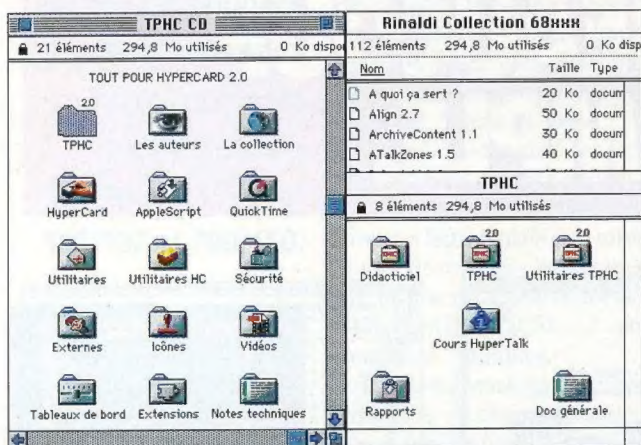 TPHC CD
21 éléments 294,8 Mo utilisés 0 Ko dispo
TOUT POUR HYPERCARD 2.0
2.0
TPHC
Les auteurs
La collection
HyperCard
AppleScript
QuickTime
Utilitaires
Utilitaires HC
Sécurité
Externes
Icônes
Vidéos
Tableaux de bord
Extensions
Notes techniques
Rinaldi Collection 68xxx
112 éléments 294,8 Mo utilisés 0 Ko disp
Nom Taille Type
A quoi ça sert ? 20 Ko docum
Align 2.7 50 Ko docum
ArchiveContent 1.1 30 Ko docum
ATalkZones 1.5 40 Ko docum
TPHC
8 éléments 294,8 Mo utilisés
Didacticiel
2.0
TPHC
2.0
Utilitaires TPHC
Cours HyperTalk
Rapports
Doc générale